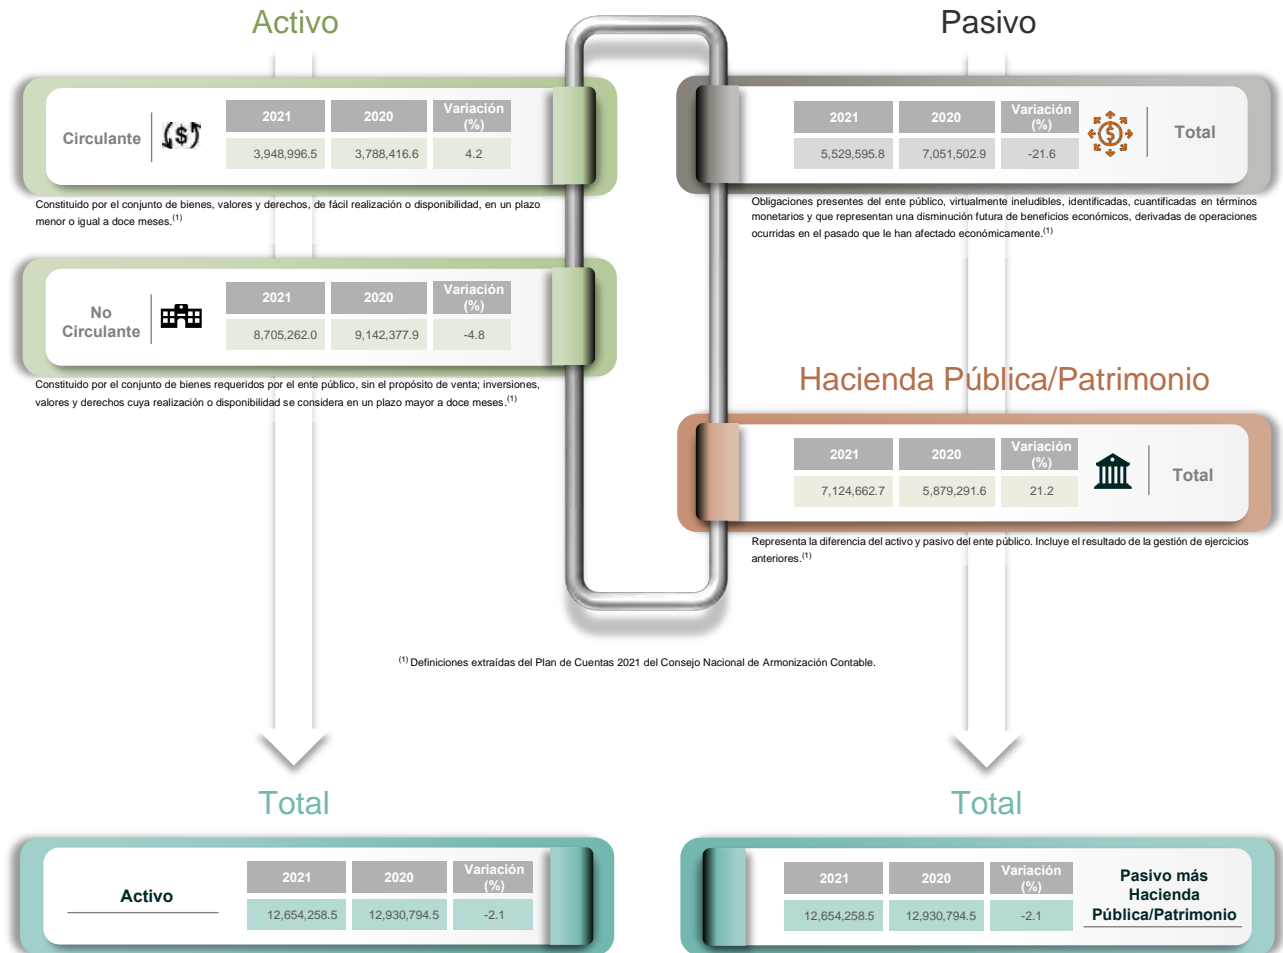 Activo
2021 2020 Variación
(%)
Circulante
3,948,996.5 3,788,416.6 4.2
Constituido por el conjunto de bienes, valores y derechos, de fácil realización o disponibilidad, en un plazo
menor o igual a doce meses.(1)
2021 2020 Variación
(%)
No
Circulante
8,705,262.0 9,142,377.9 -4.8
Constituido por el conjunto de bienes requeridos por el ente público, sin el propósito de venta; inversiones,
valores y derechos cuya realización o disponibilidad se considera en un plazo mayor a doce meses.(1)
Pasivo
2021 2020 Variación
(%)
Total
5,529,595.8 7,051,502.9 -21.6
Obligaciones presentes del ente público, virtualmente ineludibles, identificadas, cuantificadas en términos
monetarios y que representan una disminución futura de beneficios económicos, derivadas de operaciones
ocurridas en el pasado que le han afectado económicamente.(1)
Hacienda Pública/Patrimonio
2021 2020 Variación
(%)
Total
7,124,662.7 5,879,291.6 21.2
Representa la diferencia del activo y pasivo del ente público. Incluye el resultado de la gestión de ejercicios
anteriores.(1)
(1) Definiciones extraídas del Plan de Cuentas 2021 del Consejo Nacional de Armonización Contable.
Total
2021 2020 Variación
(%)
Activo
12,654,258.5 12,930,794.5 -2.1
Total
2021 2020 Variación
(%)
12,654,258.5 12,930,794.5 -2.1
Pasivo más
Hacienda
Pública/Patrimonio